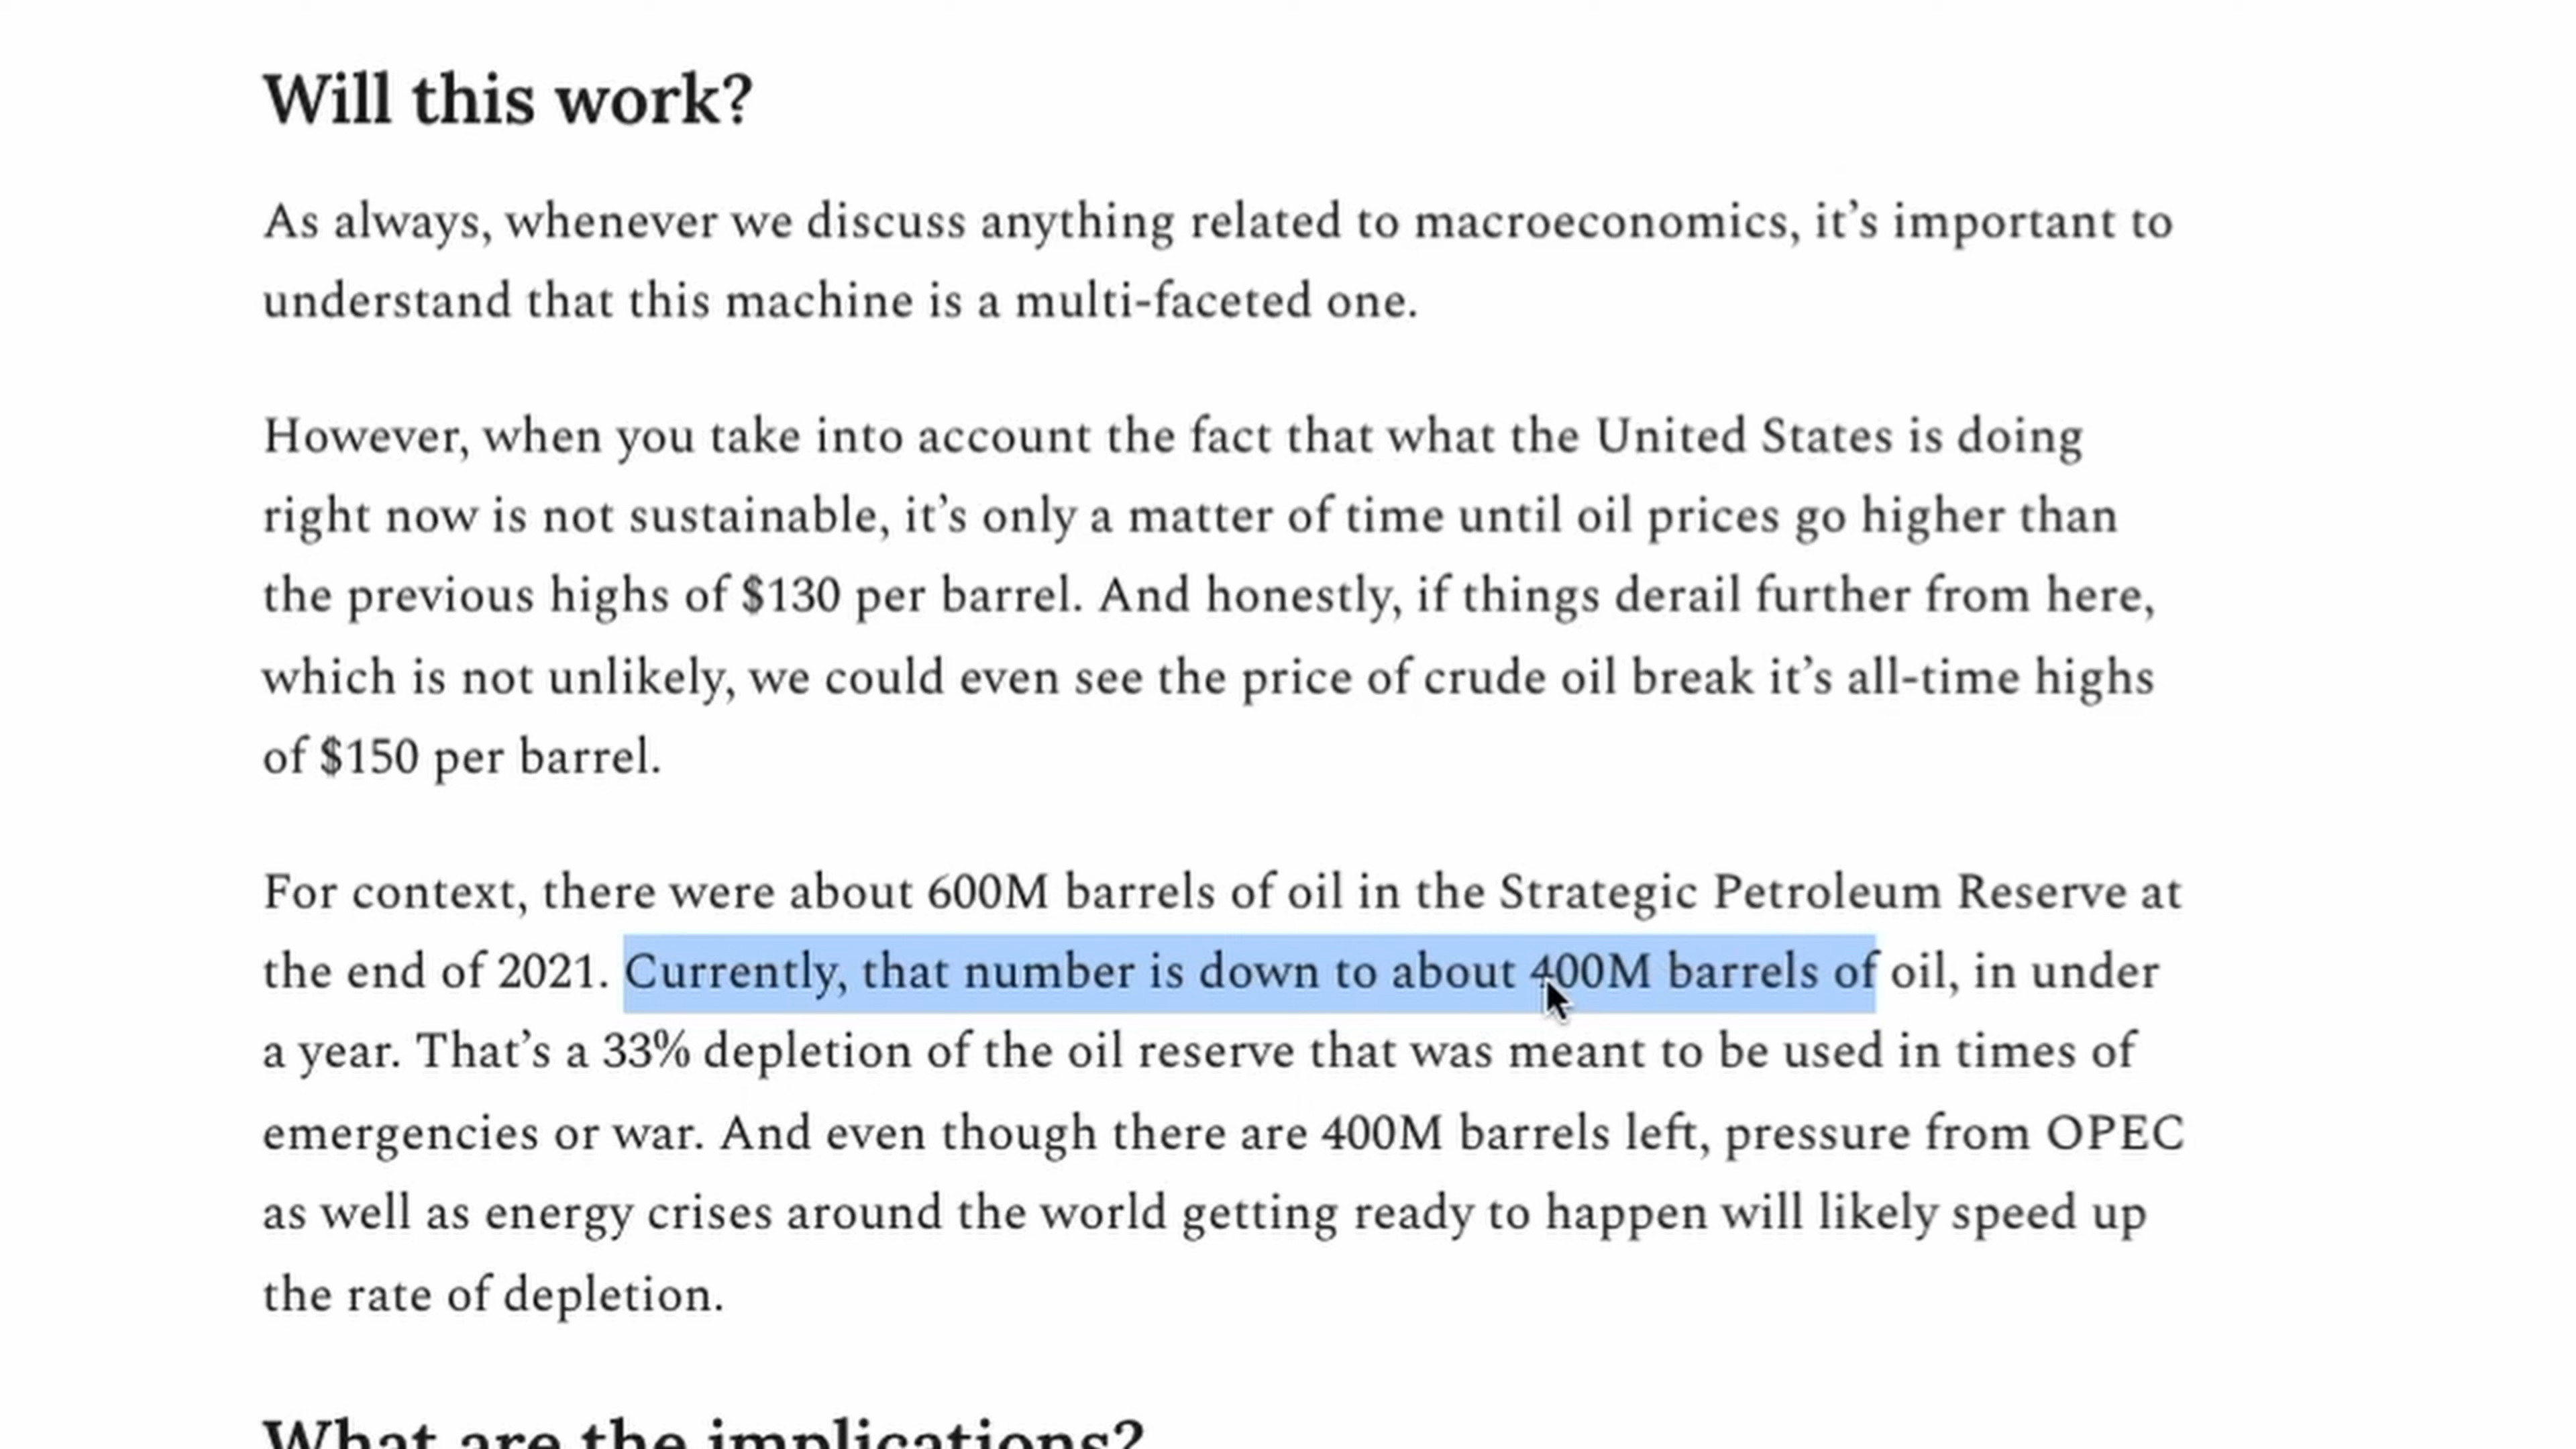 Will this work?
As always, whenever we discuss anything related to macroeconomics, it’s important to
understand that this machine is a multi-faceted one.
However, when you take into account the fact that what the United States is doing
right now is not sustainable, it’s only a matter of time until oil prices go higher than
the previous highs of $130 per barrel. And honestly, if things derail further from here,
which is not unlikely, we could even see the price of crude oil break it’s all-time highs
of $150 per barrel.
For context, there were about 600M barrels of oil in the Strategic Petroleum Reserve at
the end of 2021. Currently, that number is down to about 400M barrels of oil, in under
a year. That’s a 33% depletion of the oil reserve that was meant to be used in times of
emergencies or war. And even though there are 400M barrels left, pressure from OPEC
as well as energy crises around the world getting ready to happen will likely speed up
the rate of depletion.
What are the implications?